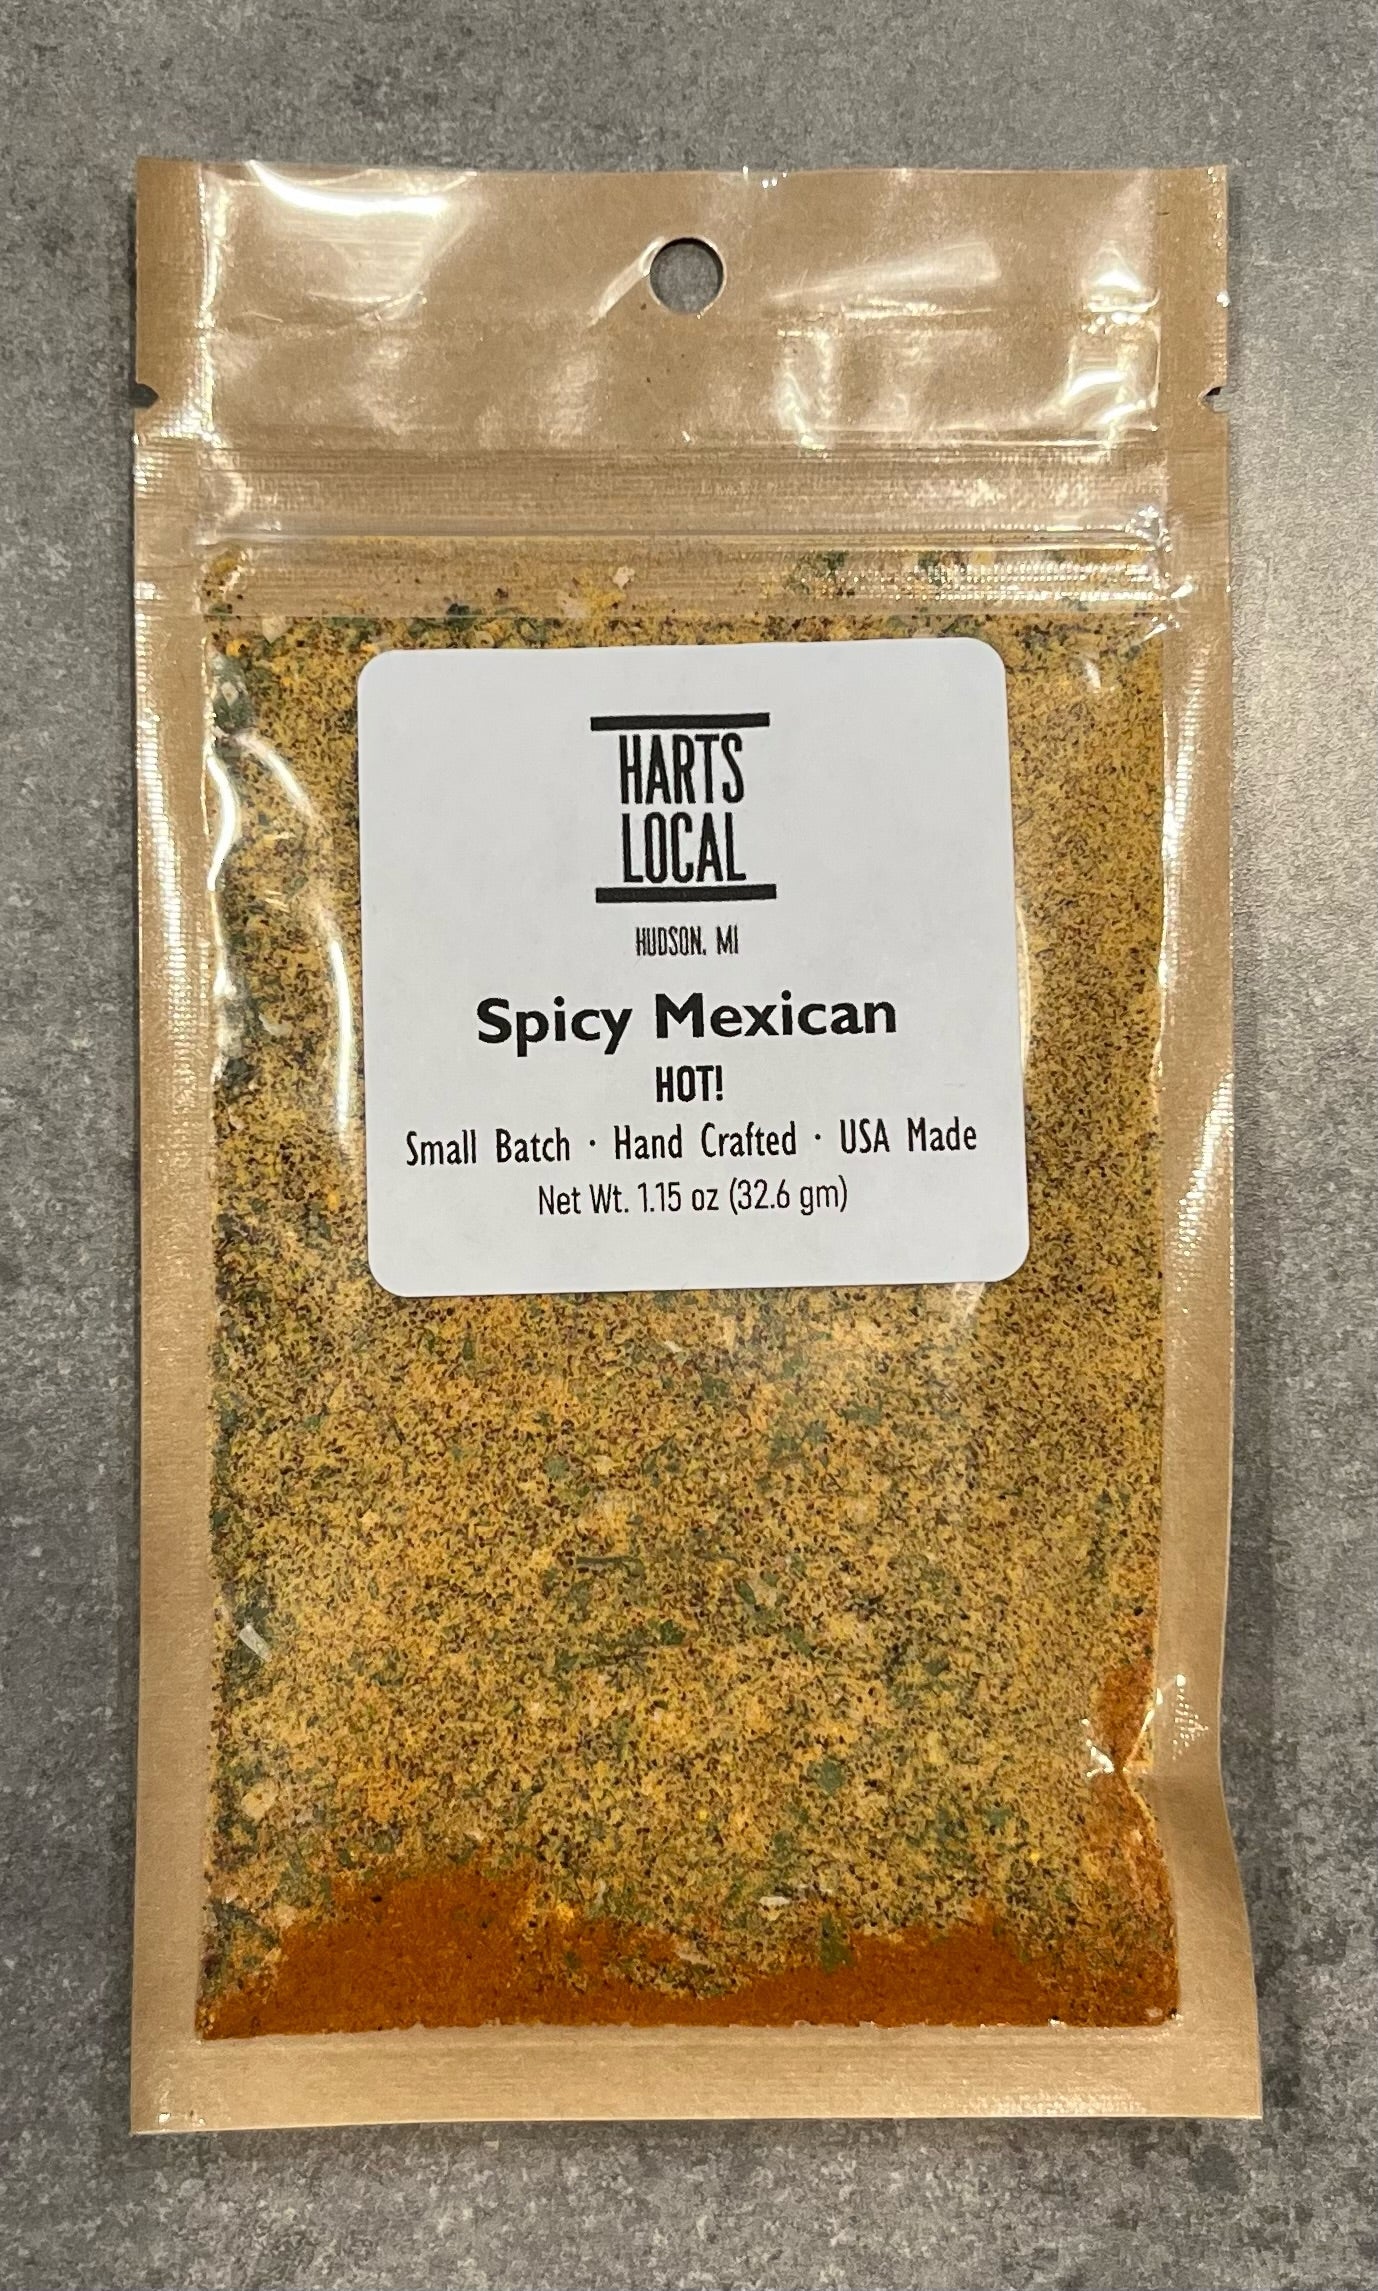 HARTS
LOCAL
HUDSON, MI
Spicy Mexican
HOT!
Small Batch · Hand Crafted · USA Made
Net Wt. 1.15 oz (32.6 gm)